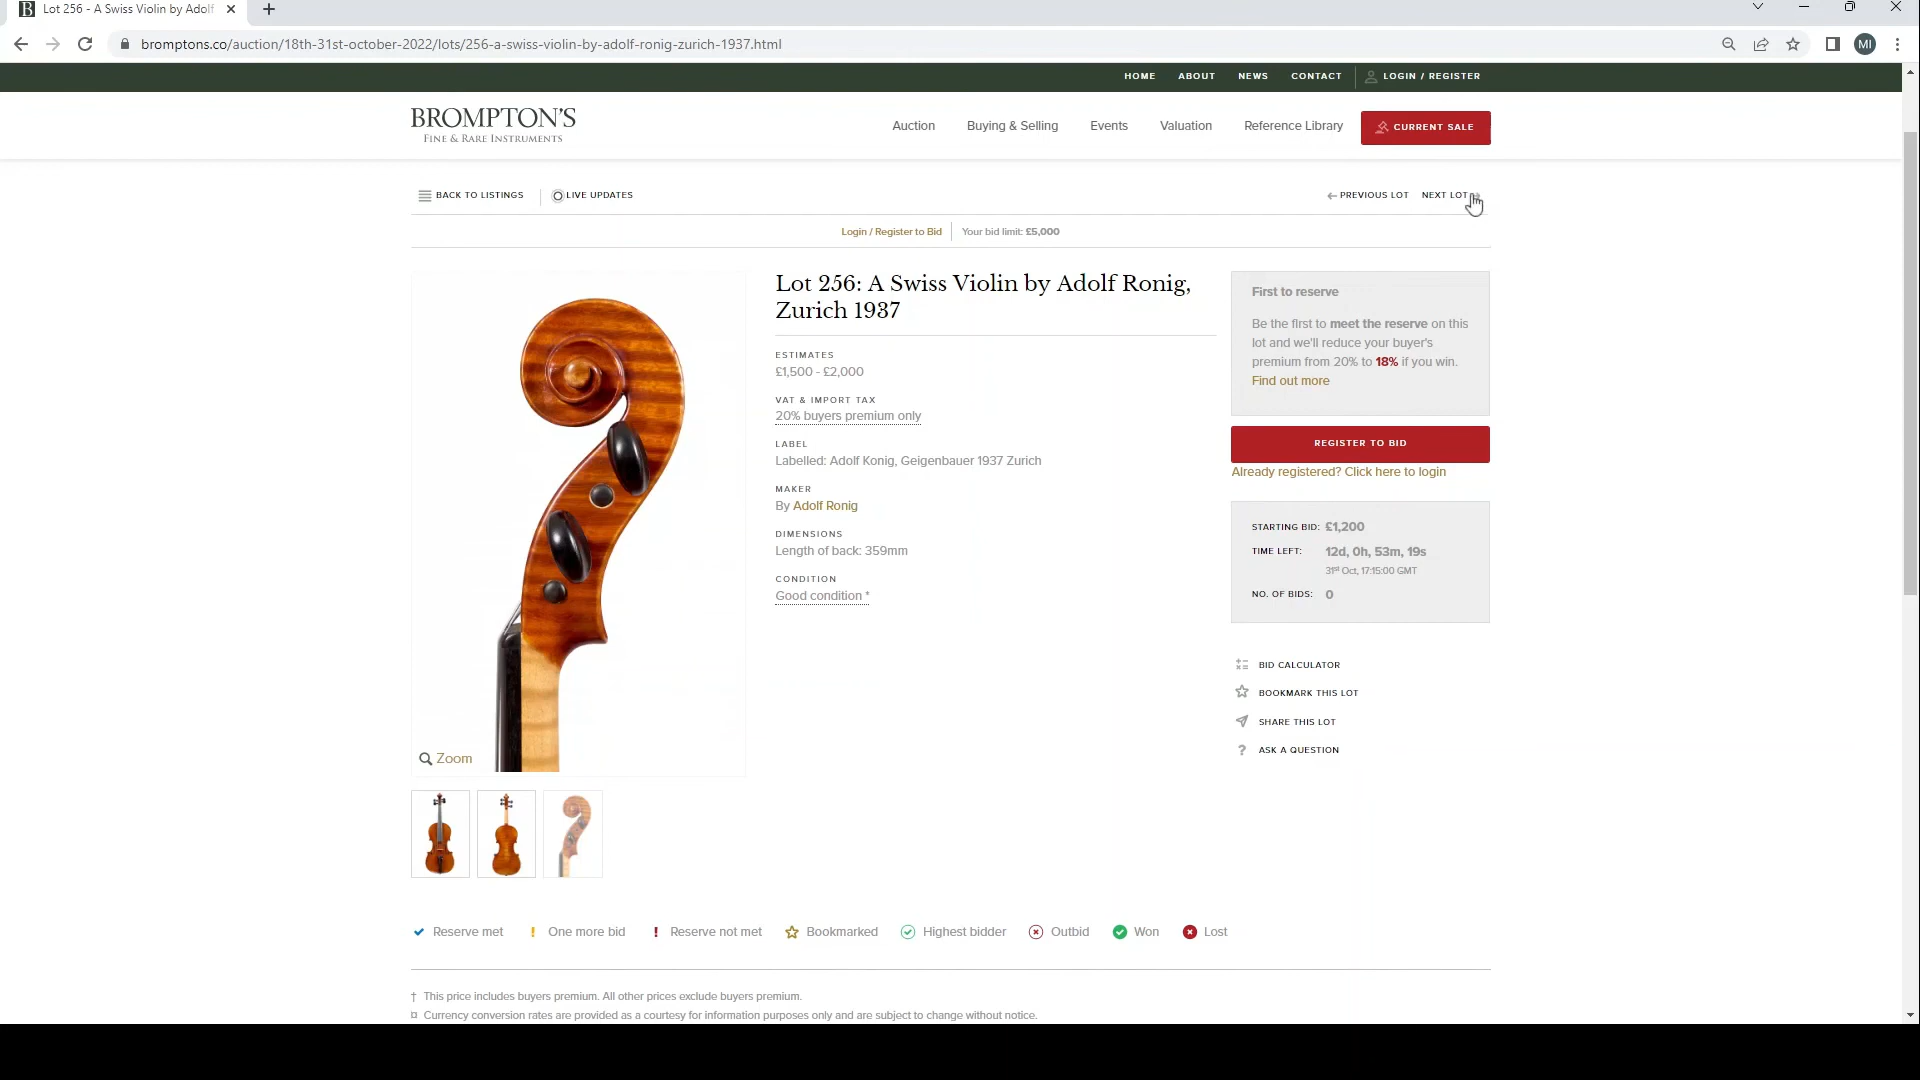 Lot 256 - A Swiss Violin by Adolf
bromptons.co/auction/18th-31st-october-2022/lots/256-a-swiss-violin-by-adolf-ronig-zurich-1937.html
MI
HOME ABOUT NEWS CONTACT LOGIN / REGISTER
BROMPTON'S
FINE & RARE INSTRUMENTS
Auction Buying & Selling Events Valuation Reference Library CURRENT SALE
BACK TO LISTINGS LIVE UPDATES PREVIOUS LOT NEXT LOT
Login / Register to Bid Your bid limit: £5,000
Lot 256: A Swiss Violin by Adolf Ronig,
Zurich 1937
ESTIMATES
£1,500 - £2,000
VAT & IMPORT TAX
20% buyers premium only
LABEL
Labelled: Adolf Konig, Geigenbauer 1937 Zurich
MAKER
By Adolf Ronig
DIMENSIONS
Length of back: 359mm
CONDITION
Good condition *
First to reserve
Be the first to meet the reserve on this
lot and we'll reduce your buyer's
premium from 20% to 18% if you win.
Find out more
REGISTER TO BID
Already registered? Click here to login
STARTING BID: £1,200
TIME LEFT: 12d, 0h, 53m, 19s
31st Oct, 17:15:00 GMT
NO. OF BIDS: 0
BID CALCULATOR
BOOKMARK THIS LOT
SHARE THIS LOT
? ASK A QUESTION
Zoom
Reserve met ! One more bid ! Reserve not met Bookmarked Highest bidder Outbid Won Lost
† This price includes buyers premium. All other prices exclude buyers premium.
¤ Currency conversion rates are provided as a courtesy for information purposes only and are subject to change without notice.